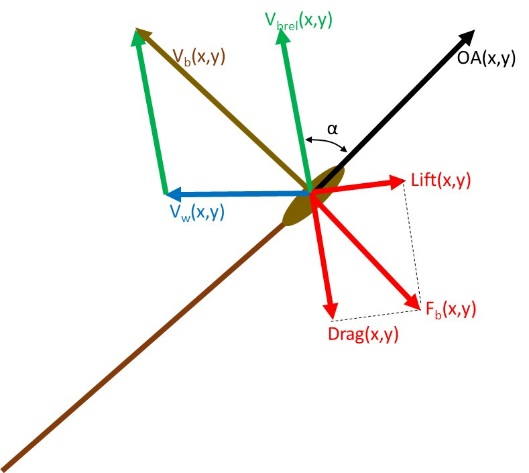 V_brel(x,y)
V_b(x,y)
OA(x,y)
α
Lift(x,y)
V_w(x,y)
F_b(x,y)
Drag(x,y)